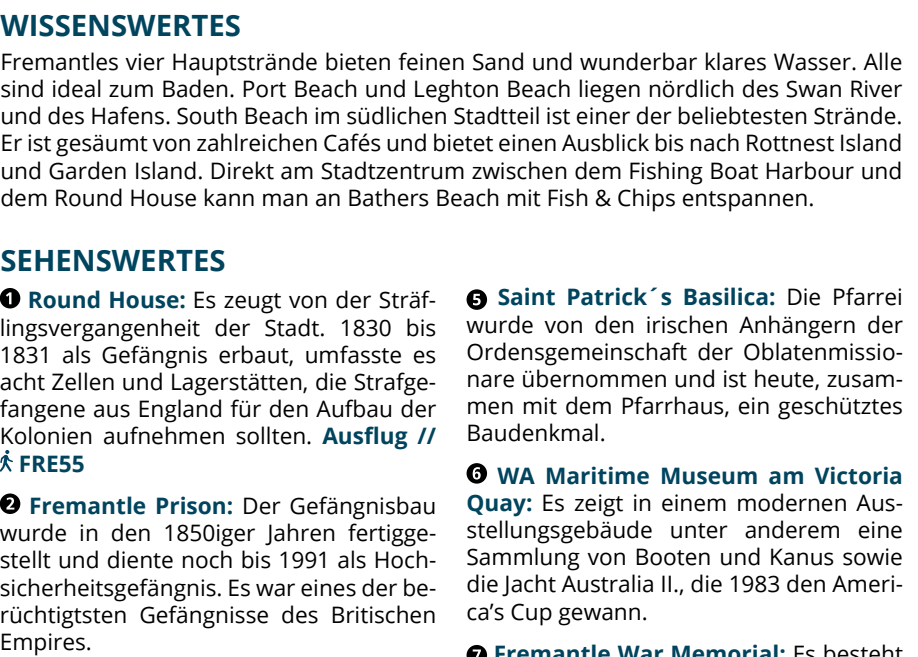 WISSENSWERTES
Fremantles vier Hauptstrände bieten feinen Sand und wunderbar klares Wasser. Alle
sind ideal zum Baden. Port Beach und Leghton Beach liegen nördlich des Swan River
und des Hafens. South Beach im südlichen Stadtteil ist einer der beliebtesten Strände.
Er ist gesäumt von zahlreichen Cafés und bietet einen Ausblick bis nach Rottnest Island
und Garden Island. Direkt am Stadtzentrum zwischen dem Fishing Boat Harbour und
dem Round House kann man an Bathers Beach mit Fish & Chips entspannen.
SEHENSWERTES
❶ Round House: Es zeugt von der Sträf-
lingsvergangenheit der Stadt. 1830 bis
1831 als Gefängnis erbaut, umfasste es
acht Zellen und Lagerstätten, die Strafge-
fangene aus England für den Aufbau der
Kolonien aufnehmen sollten. Ausflug //
FRE55
❷ Fremantle Prison: Der Gefängnisbau
wurde in den 1850iger Jahren fertigge-
stellt und diente noch bis 1991 als Hoch-
sicherheitsgefängnis. Es war eines der be-
rüchtigtsten Gefängnisse des Britischen
Empires.
❺ Saint Patrick´s Basilica: Die Pfarrei
wurde von den irischen Anhängern der
Ordensgemeinschaft der Oblatenmissio-
nare übernommen und ist heute, zusam-
men mit dem Pfarrhaus, ein geschütztes
Baudenkmal.
❻ WA Maritime Museum am Victoria
Quay: Es zeigt in einem modernen Aus-
stellungsgebäude unter anderem eine
Sammlung von Booten und Kanus sowie
die Jacht Australia II., die 1983 den Ameri-
ca's Cup gewann.
❼ Fremantle War Memorial: Es besteht